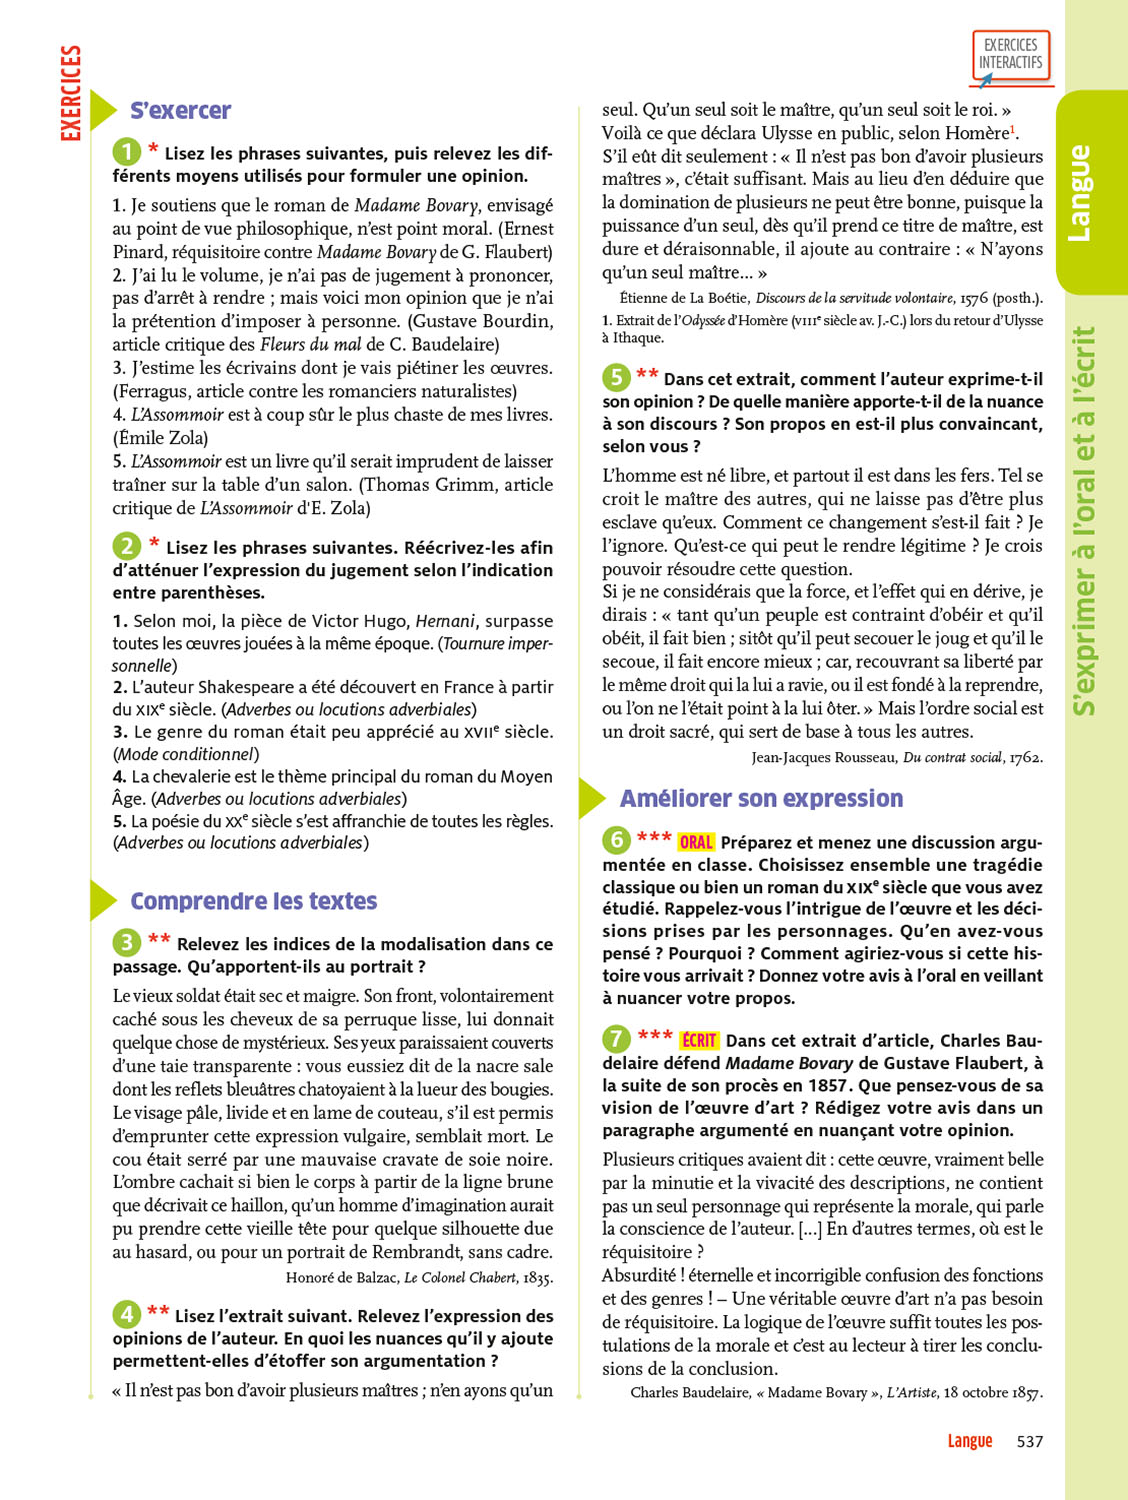 EXERCICES
EXERCICES
INTERACTIFS
Langue
S'exprimer à l'oral et à l'écrit
S'exercer
1 * Lisez les phrases suivantes, puis relevez les dif-
férents moyens utilisés pour formuler une opinion.
1. Je soutiens que le roman de Madame Bovary, envisagé
au point de vue philosophique, n'est point moral. (Ernest
Pinard, réquisitoire contre Madame Bovary de G. Flaubert)
2. J'ai lu le volume, je n'ai pas de jugement à prononcer,
pas d'arrêt à rendre ; mais voici mon opinion que je n'ai
la prétention d'imposer à personne. (Gustave Bourdin,
article critique des Fleurs du mal de C. Baudelaire)
3. J'estime les écrivains dont je vais piétiner les œuvres.
(Ferragus, article contre les romanciers naturalistes)
4. L'Assommoir est à coup sûr le plus chaste de mes livres.
(Émile Zola)
5. L'Assommoir est un livre qu'il serait imprudent de laisser
traîner sur la table d'un salon. (Thomas Grimm, article
critique de L'Assommoir d'E. Zola)
2 * Lisez les phrases suivantes. Réécrivez-les afin
d'atténuer l'expression du jugement selon l'indication
entre parenthèses.
1. Selon moi, la pièce de Victor Hugo, Hernani, surpasse
toutes les œuvres jouées à la même époque. (Tournure imper-
sonnelle)
2. L'auteur Shakespeare a été découvert en France à partir
du XIXe siècle. (Adverbes ou locutions adverbiales)
3. Le genre du roman était peu apprécié au XVIIe siècle.
(Mode conditionnel)
4. La chevalerie est le thème principal du roman du Moyen
Âge. (Adverbes ou locutions adverbiales)
5. La poésie du XXe siècle s'est affranchie de toutes les règles.
(Adverbes ou locutions adverbiales)
Comprendre les textes
3 ** Relevez les indices de la modalisation dans ce
passage. Qu'apportent-ils au portrait ?
Le vieux soldat était sec et maigre. Son front, volontairement
caché sous les cheveux de sa perruque lisse, lui donnait
quelque chose de mystérieux. Ses yeux paraissaient couverts
d'une taie transparente : vous eussiez dit de la nacre sale
dont les reflets bleuâtres chatoyaient à la lueur des bougies.
Le visage pâle, livide et en lame de couteau, s'il est permis
d'emprunter cette expression vulgaire, semblait mort. Le
cou était serré par une mauvaise cravate de soie noire.
L'ombre cachait si bien le corps à partir de la ligne brune
que décrivait ce haillon, qu'un homme d'imagination aurait
pu prendre cette vieille tête pour quelque silhouette due
au hasard, ou pour un portrait de Rembrandt, sans cadre.
Honoré de Balzac, Le Colonel Chabert, 1835.
4 ** Lisez l'extrait suivant. Relevez l'expression des
opinions de l'auteur. En quoi les nuances qu'il y ajoute
permettent-elles d'étoffer son argumentation ?
« Il n'est pas bon d'avoir plusieurs maîtres ; n'en ayons qu'un
seul. Qu'un seul soit le maître, qu'un seul soit le roi. »
Voilà ce que déclara Ulysse en public, selon Homère1.
S'il eût dit seulement : « Il n'est pas bon d'avoir plusieurs
maîtres », c'était suffisant. Mais au lieu d'en déduire que
la domination de plusieurs ne peut être bonne, puisque la
puissance d'un seul, dès qu'il prend ce titre de maître, est
dure et déraisonnable, il ajoute au contraire : « N'ayons
qu'un seul maître... »
Étienne de La Boétie, Discours de la servitude volontaire, 1576 (posth.).
1. Extrait de l'Odyssée d'Homère (VIIIe siècle av. J.-C.) lors du retour d'Ulysse
à Ithaque.
5 ** Dans cet extrait, comment l'auteur exprime-t-il
son opinion ? De quelle manière apporte-t-il de la nuance
à son discours ? Son propos en est-il plus convaincant,
selon vous ?
L'homme est né libre, et partout il est dans les fers. Tel se
croit le maître des autres, qui ne laisse pas d'être plus
esclave qu'eux. Comment ce changement s'est-il fait ? Je
l'ignore. Qu'est-ce qui peut le rendre légitime ? Je crois
pouvoir résoudre cette question.
Si je ne considérais que la force, et l'effet qui en dérive, je
dirais : « tant qu'un peuple est contraint d'obéir et qu'il
obéit, il fait bien ; sitôt qu'il peut secouer le joug et qu'il le
secoue, il fait encore mieux ; car, recouvrant sa liberté par
le même droit qui la lui a ravie, ou il est fondé à la reprendre,
ou l'on ne l'était point à la lui ôter. » Mais l'ordre social est
un droit sacré, qui sert de base à tous les autres.
Jean-Jacques Rousseau, Du contrat social, 1762.
Améliorer son expression
6 *** ORAL Préparez et menez une discussion argu-
mentée en classe. Choisissez ensemble une tragédie
classique ou bien un roman du XIXe siècle que vous avez
étudié. Rappelez-vous l'intrigue de l'œuvre et les déci-
sions prises par les personnages. Qu'en avez-vous
pensé ? Pourquoi ? Comment agiriez-vous si cette his-
toire vous arrivait ? Donnez votre avis à l'oral en veillant
à nuancer votre propos.
7 *** ÉCRIT Dans cet extrait d'article, Charles Bau-
delaire défend Madame Bovary de Gustave Flaubert, à
la suite de son procès en 1857. Que pensez-vous de sa
vision de l'œuvre d'art ? Rédigez votre avis dans un
paragraphe argumenté en nuançant votre opinion.
Plusieurs critiques avaient dit : cette œuvre, vraiment belle
par la minutie et la vivacité des descriptions, ne contient
pas un seul personnage qui représente la morale, qui parle
la conscience de l'auteur. [...] En d'autres termes, où est le
réquisitoire ?
Absurdité ! éternelle et incorrigible confusion des fonctions
et des genres ! – Une véritable œuvre d'art n'a pas besoin
de réquisitoire. La logique de l'œuvre suffit toutes les pos-
tulations de la morale et c'est au lecteur à tirer les conclu-
sions de la conclusion.
Charles Baudelaire, « Madame Bovary », L'Artiste, 18 octobre 1857.
Langue 537